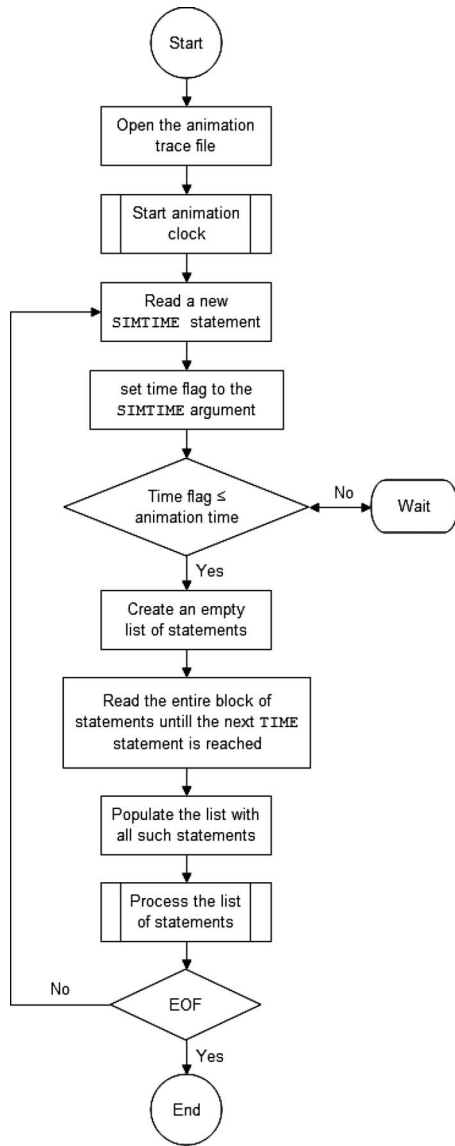 Start
Open the animation
trace file
Start animation
clock
Read a new
SIMTIME statement
set time flag to the
SIMTIME argument
Time flag ≤
animation time
No
Wait
Yes
Create an empty
list of statements
Read the entire block of
statements untill the next TIME
statement is reached
Populate the list with
all such statements
Process the list
of statements
No
EOF
Yes
End